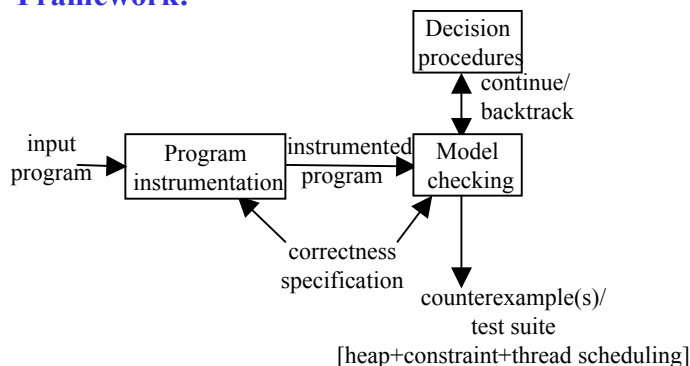 Framework:
Decision
procedures
continue/
backtrack
input
program
Program
instrumentation
instrumented
program
Model
checking
correctness
specification
counterexample(s)/
test suite
[heap+constraint+thread scheduling]